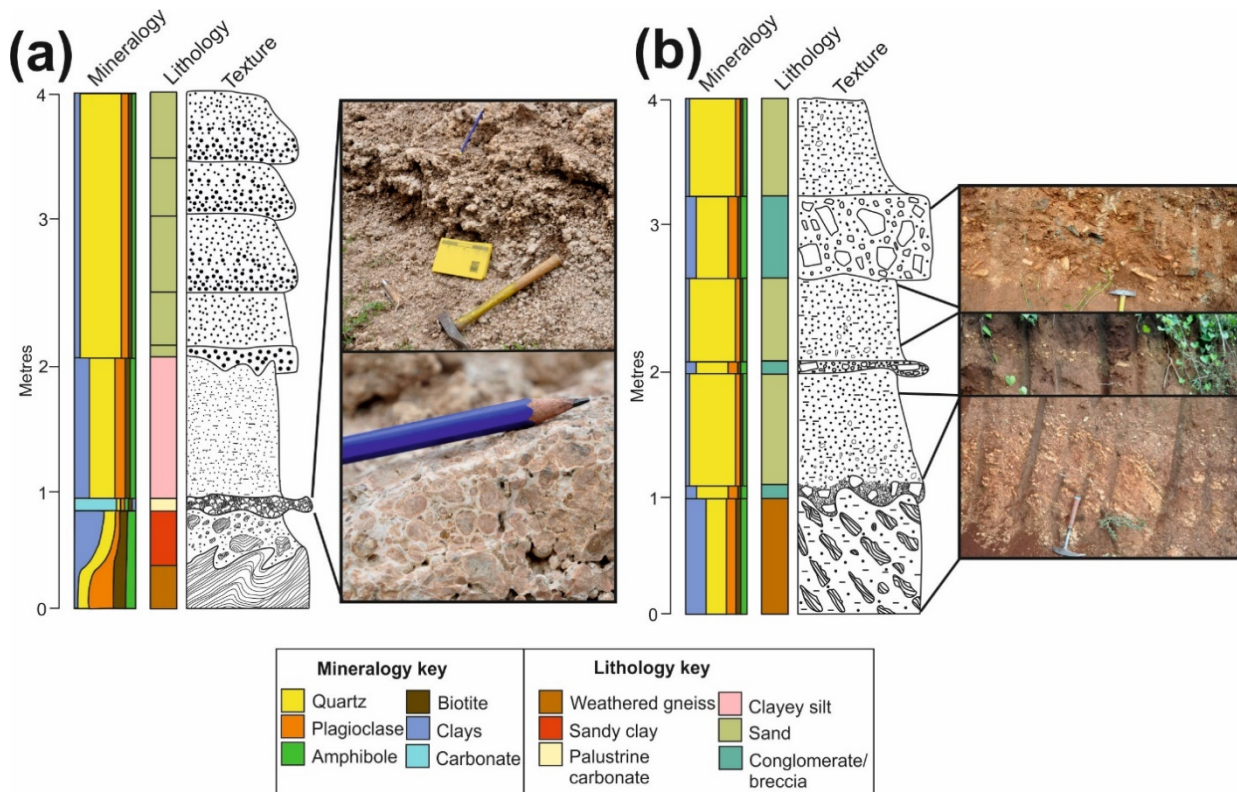 (a)
Mineralogy
Lithology
Texture
4
3
2
1
0
Metres
(b)
Mineralogy
Lithology
Texture
4
3
2
1
0
Metres
Mineralogy key
Quartz
Plagioclase
Amphibole
Biotite
Clays
Carbonate
Lithology key
Weathered gneiss
Sandy clay
Palustrine
carbonate
Clayey silt
Sand
Conglomerate/
breccia